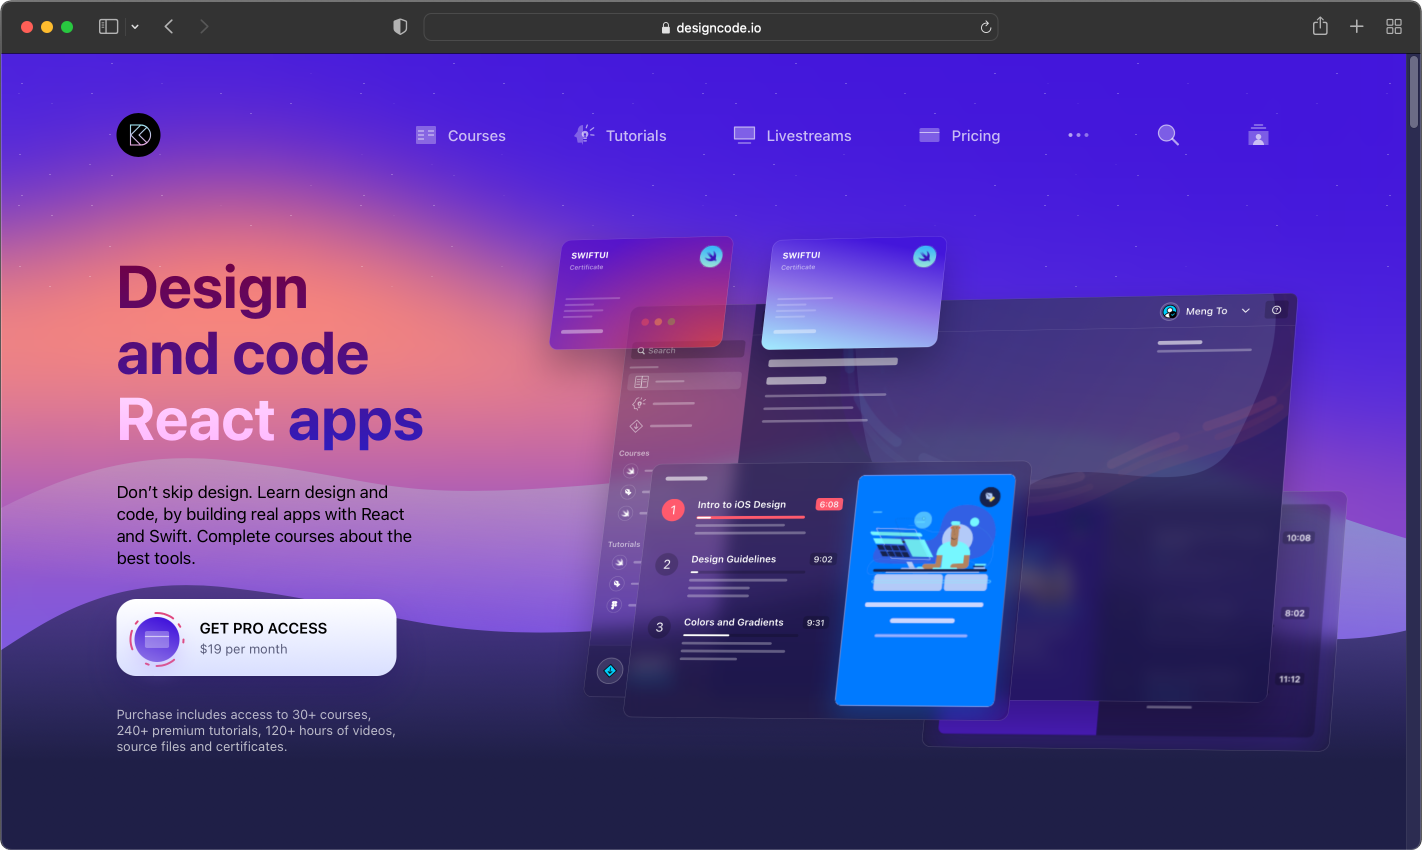 designcode.io
Courses
Tutorials
Livestreams
Pricing
Design
and code
React apps
Don’t skip design. Learn design and
code, by building real apps with React
and Swift. Complete courses about the
best tools.
GET PRO ACCESS
$19 per month
Purchase includes access to 30+ courses,
240+ premium tutorials, 120+ hours of videos,
source files and certificates.
SWIFTUI
Certificate
SWIFTUI
Certificate
Meng To
Search
Courses
Tutorials
1 Intro to iOS Design 6:08
2 Design Guidelines 9:02
3 Colors and Gradients 9:31
10:08
8:02
11:12